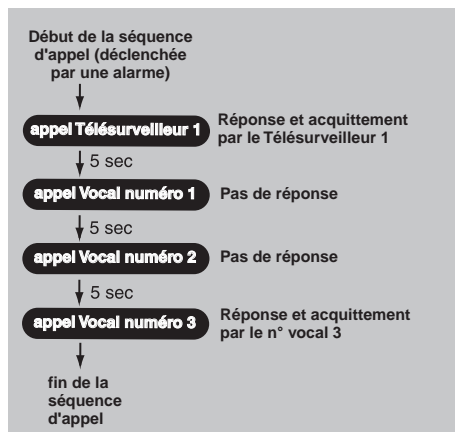 Début de la séquence
d'appel (déclenchée
par une alarme)
appel Télésurveilleur 1
Réponse et acquittement
par le Télésurveilleur 1
5 sec
appel Vocal numéro 1
Pas de réponse
5 sec
appel Vocal numéro 2
Pas de réponse
5 sec
appel Vocal numéro 3
Réponse et acquittement
par le n° vocal 3
fin de la
séquence
d'appel